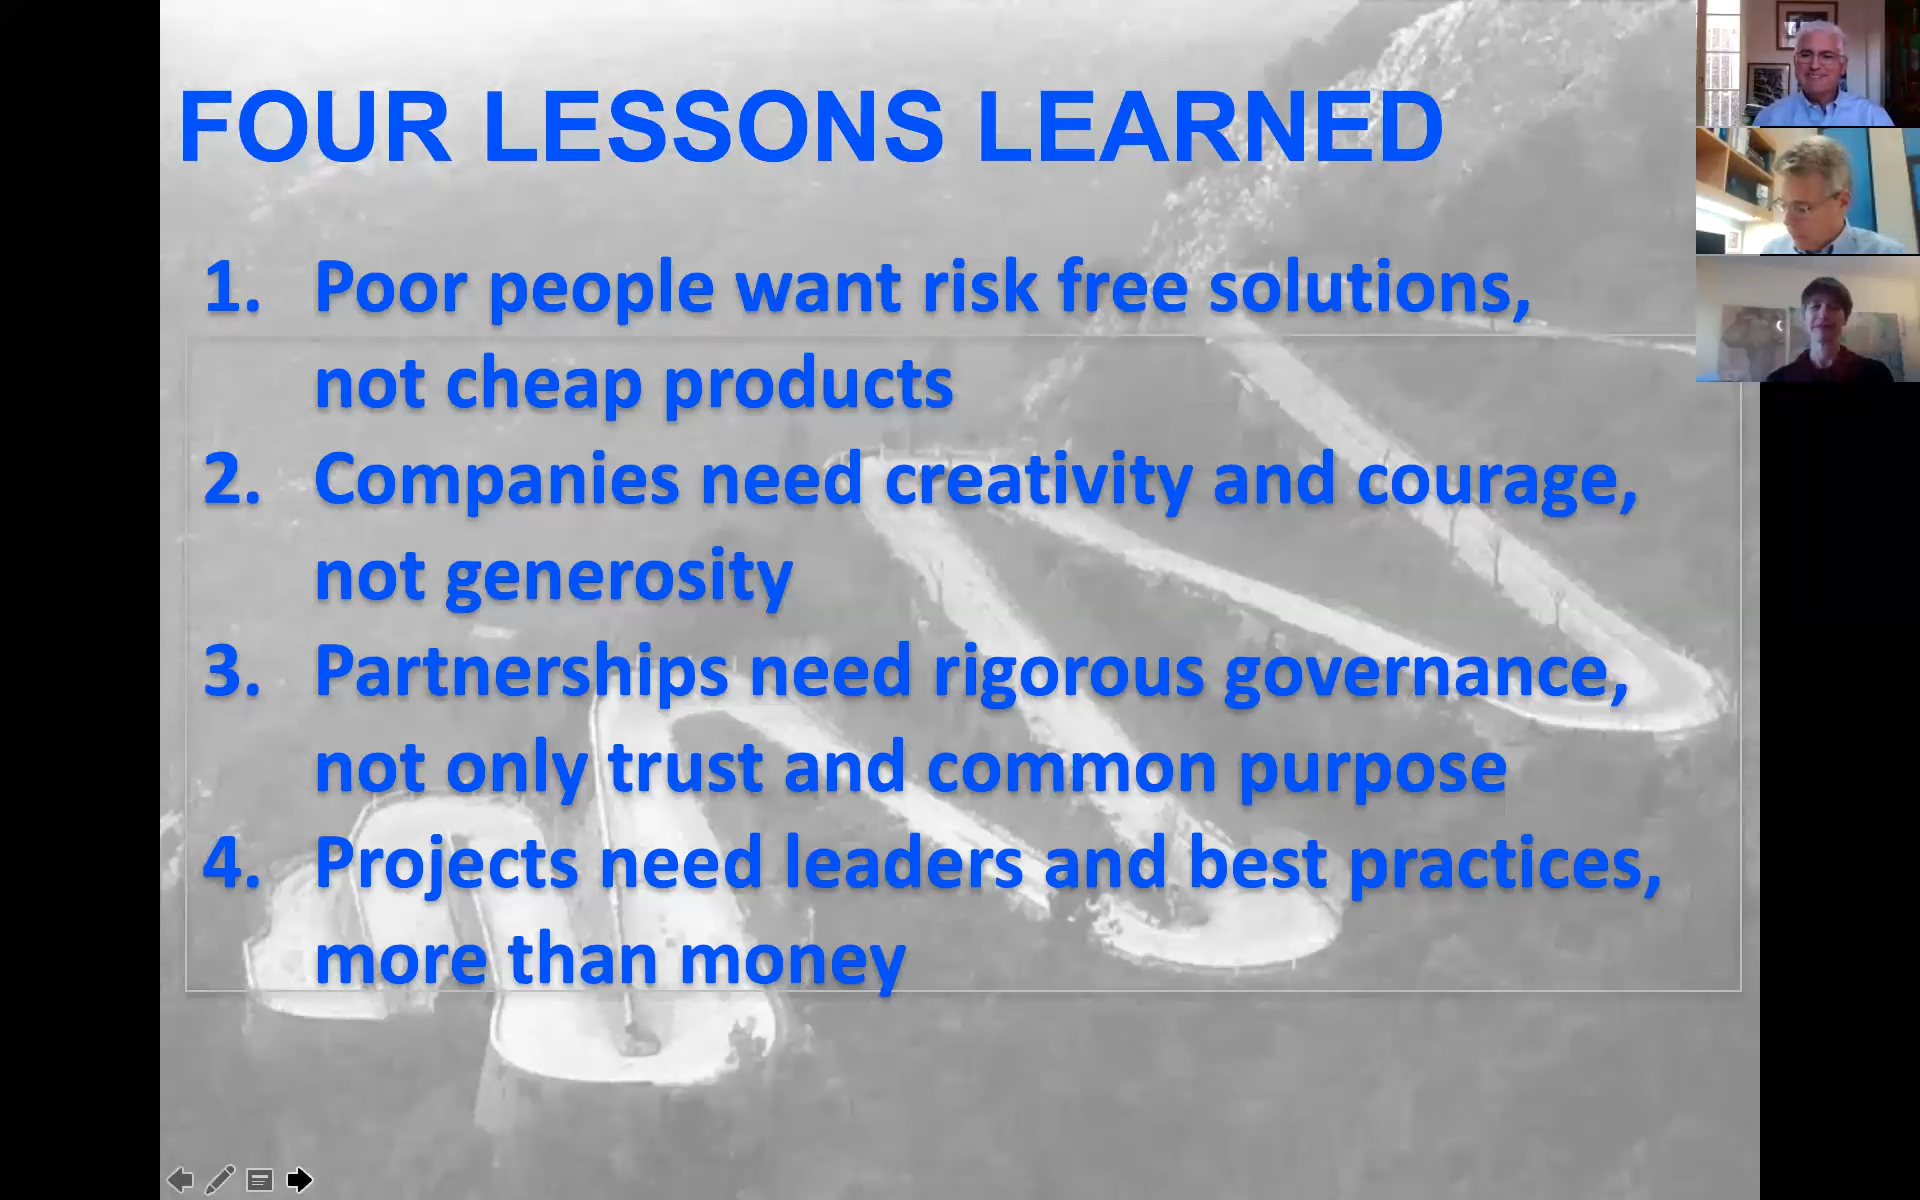 FOUR LESSONS LEARNED
1. Poor people want risk free solutions,
not cheap products
2. Companies need creativity and courage,
not generosity
3. Partnerships need rigorous governance,
not only trust and common purpose
4. Projects need leaders and best practices,
more than money